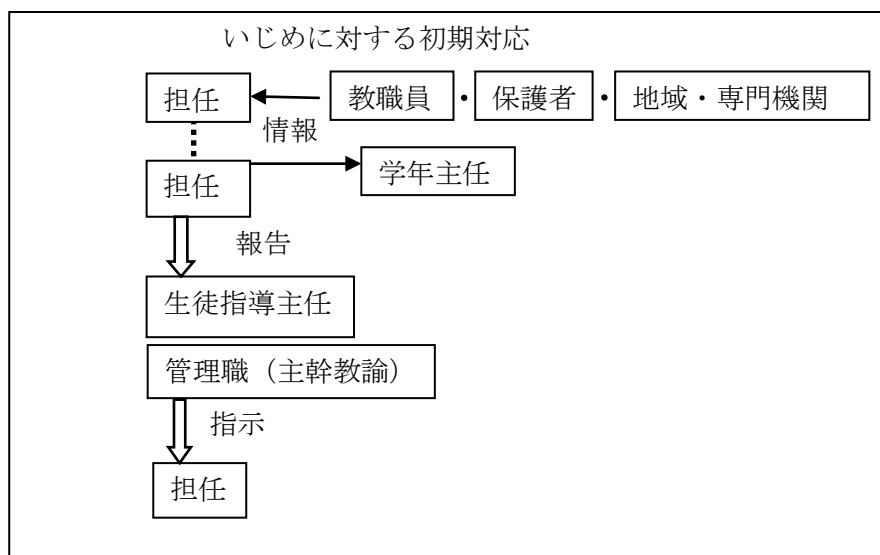 いじめに対する初期対応
担任 教職員・保護者・地域・専門機関
情報
担任 学年主任
報告
生徒指導主任
管理職（主幹教諭）
指示
担任